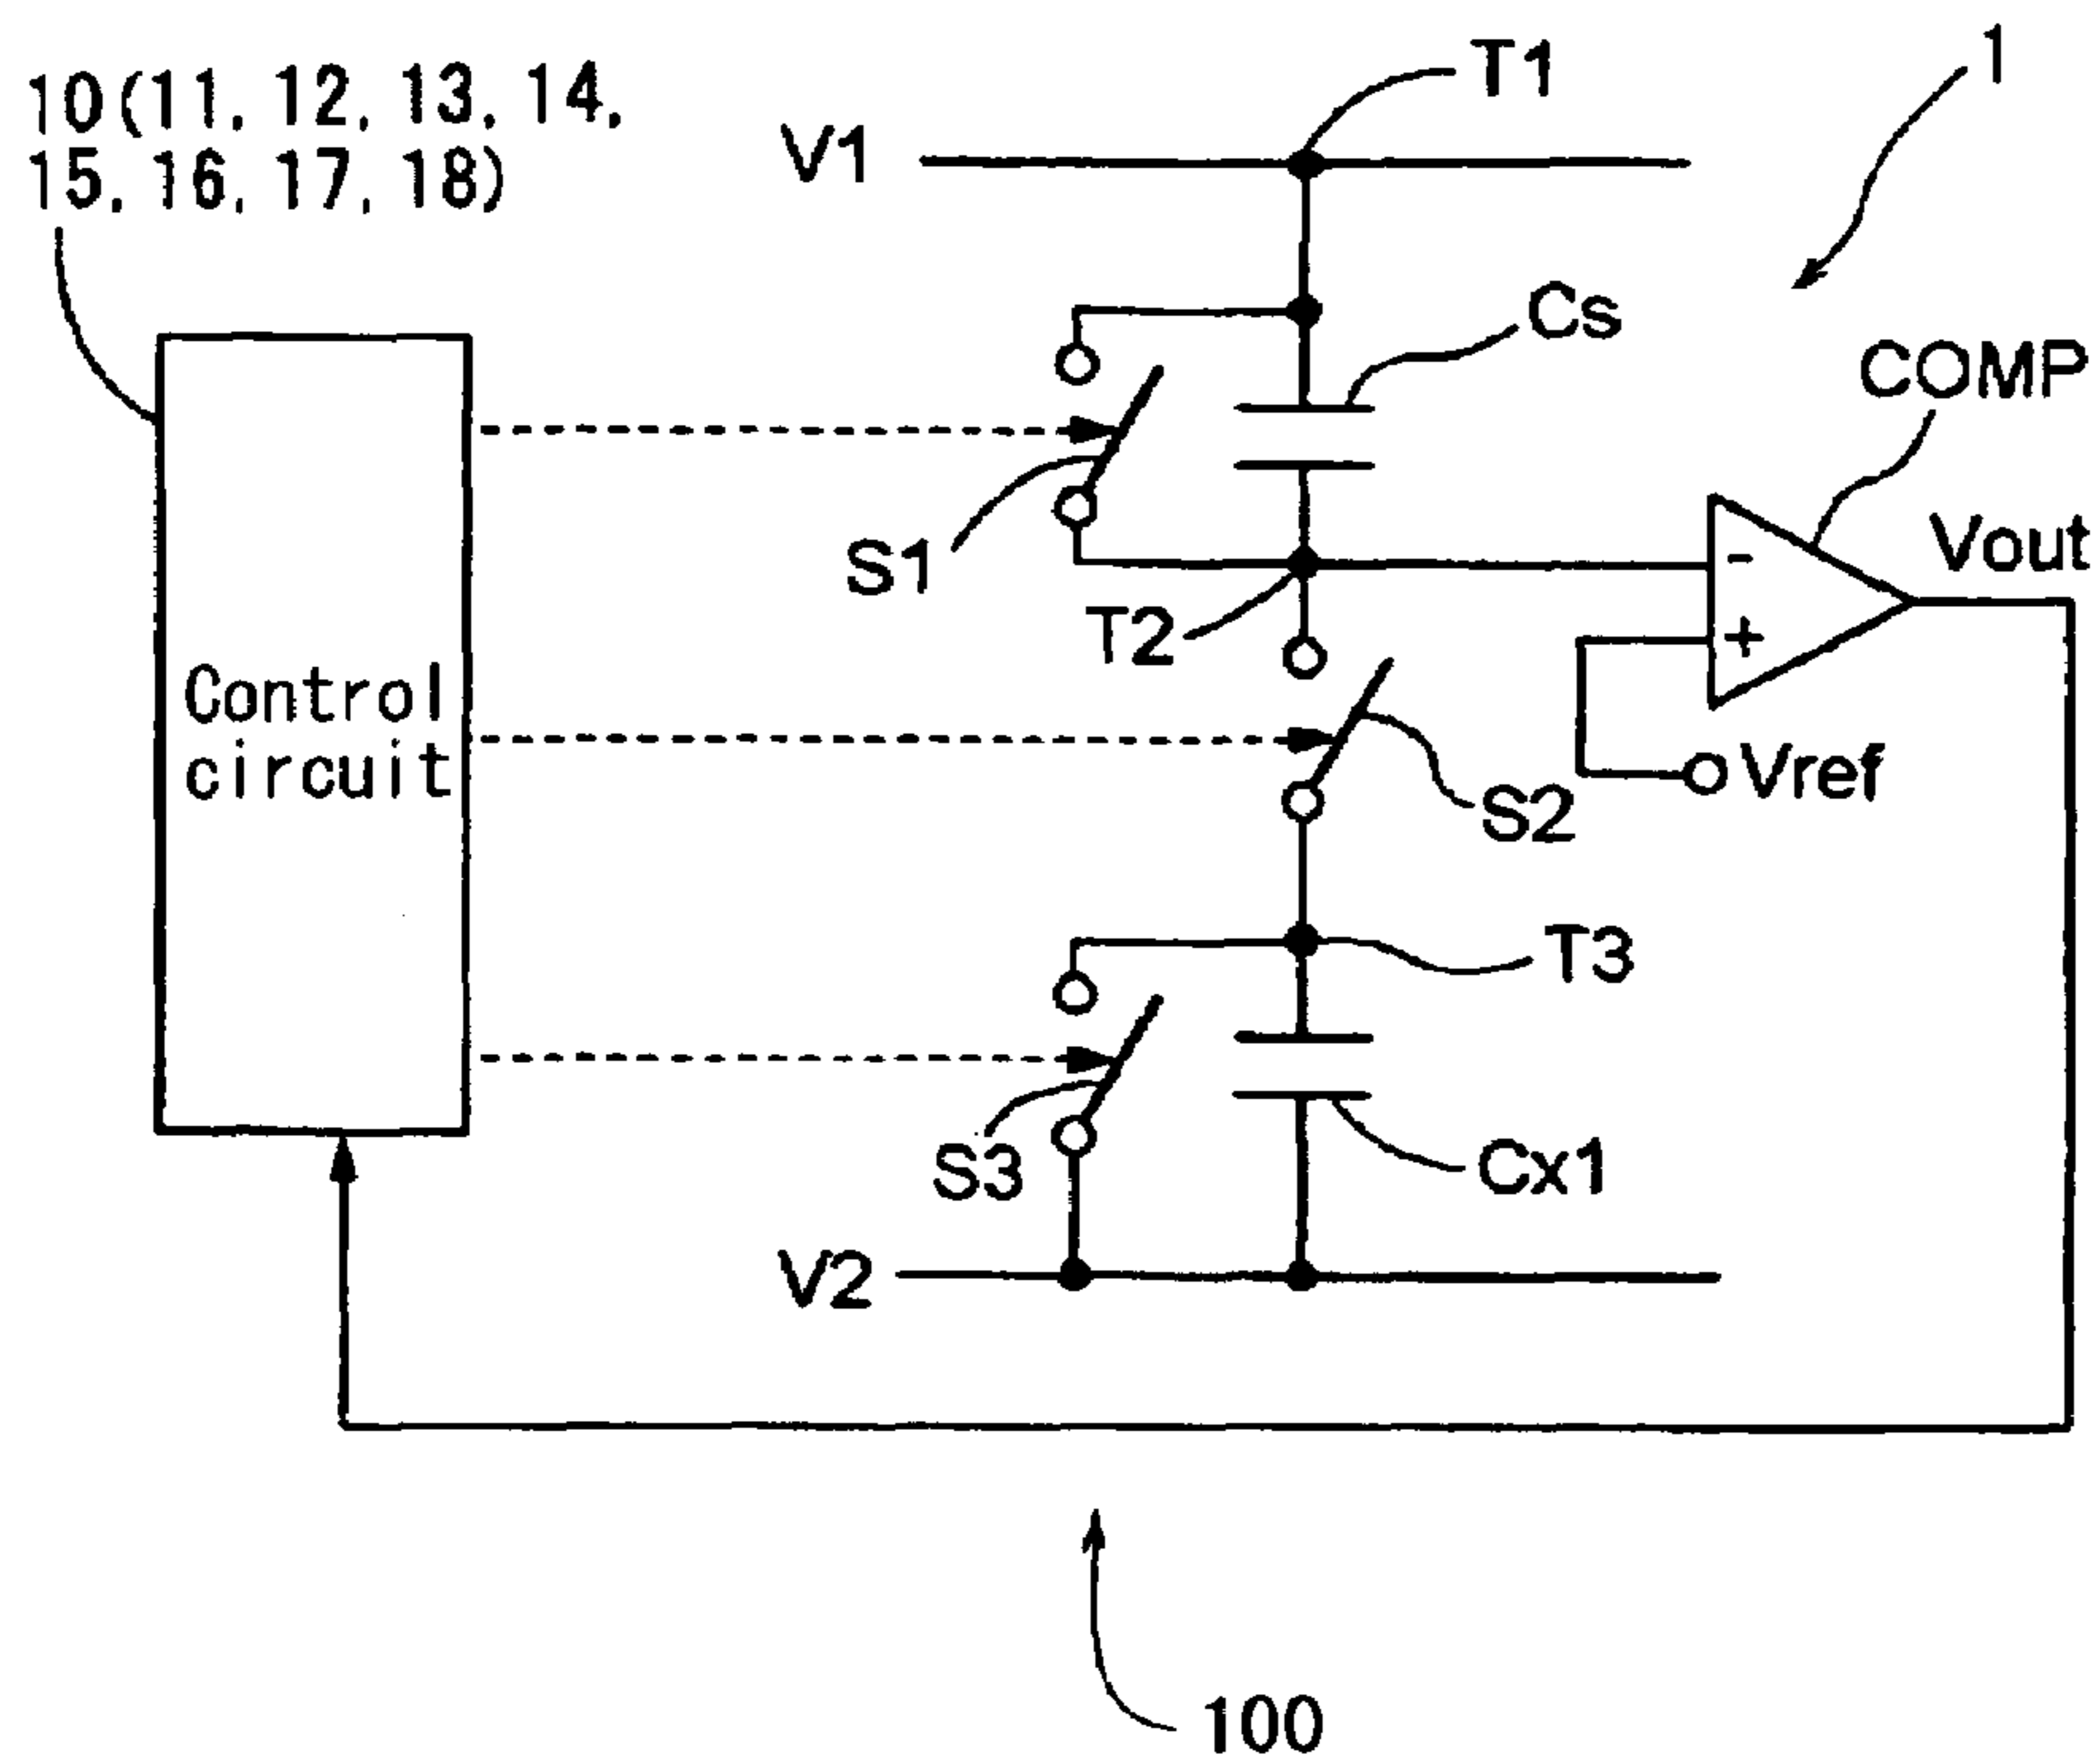 10(11, 12, 13, 14,
15, 16, 17, 18)
T1
1
V1
Cs
COMP
S1
Vout
-
T2
+
Control
circuit
Vref
S2
T3
S3
Cx1
V2
100